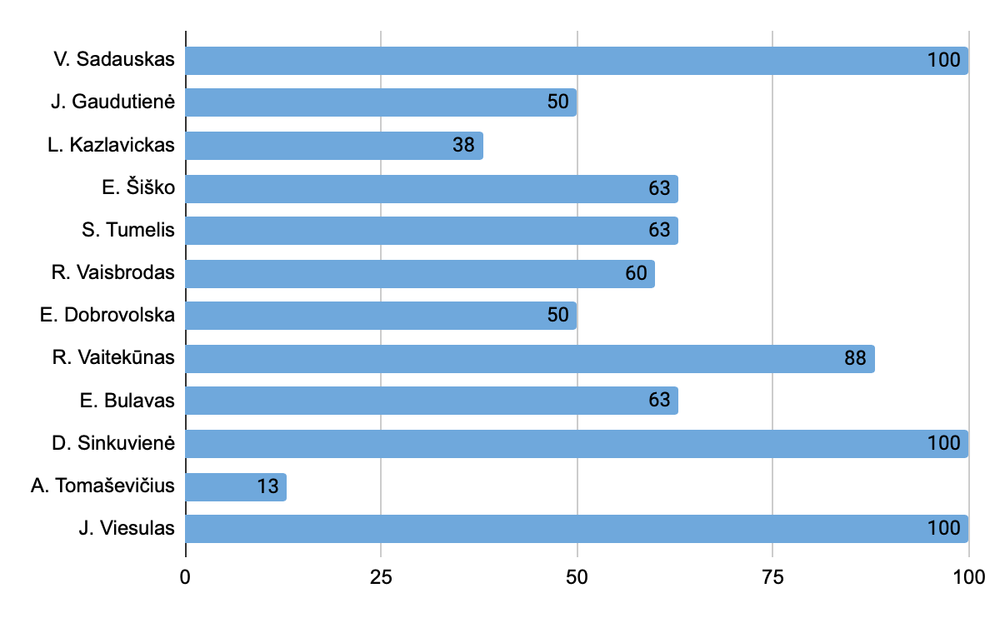 V. Sadauskas 100
J. Gaudutienė 50
L. Kazlavickas 38
E. Šiško 63
S. Tumelis 63
R. Vaisbrodas 60
E. Dobrovolska 50
R. Vaitekūnas 88
E. Bulavas 63
D. Sinkuvienė 100
A. Tomaševičius 13
J. Viesulas 100
0 25 50 75 100